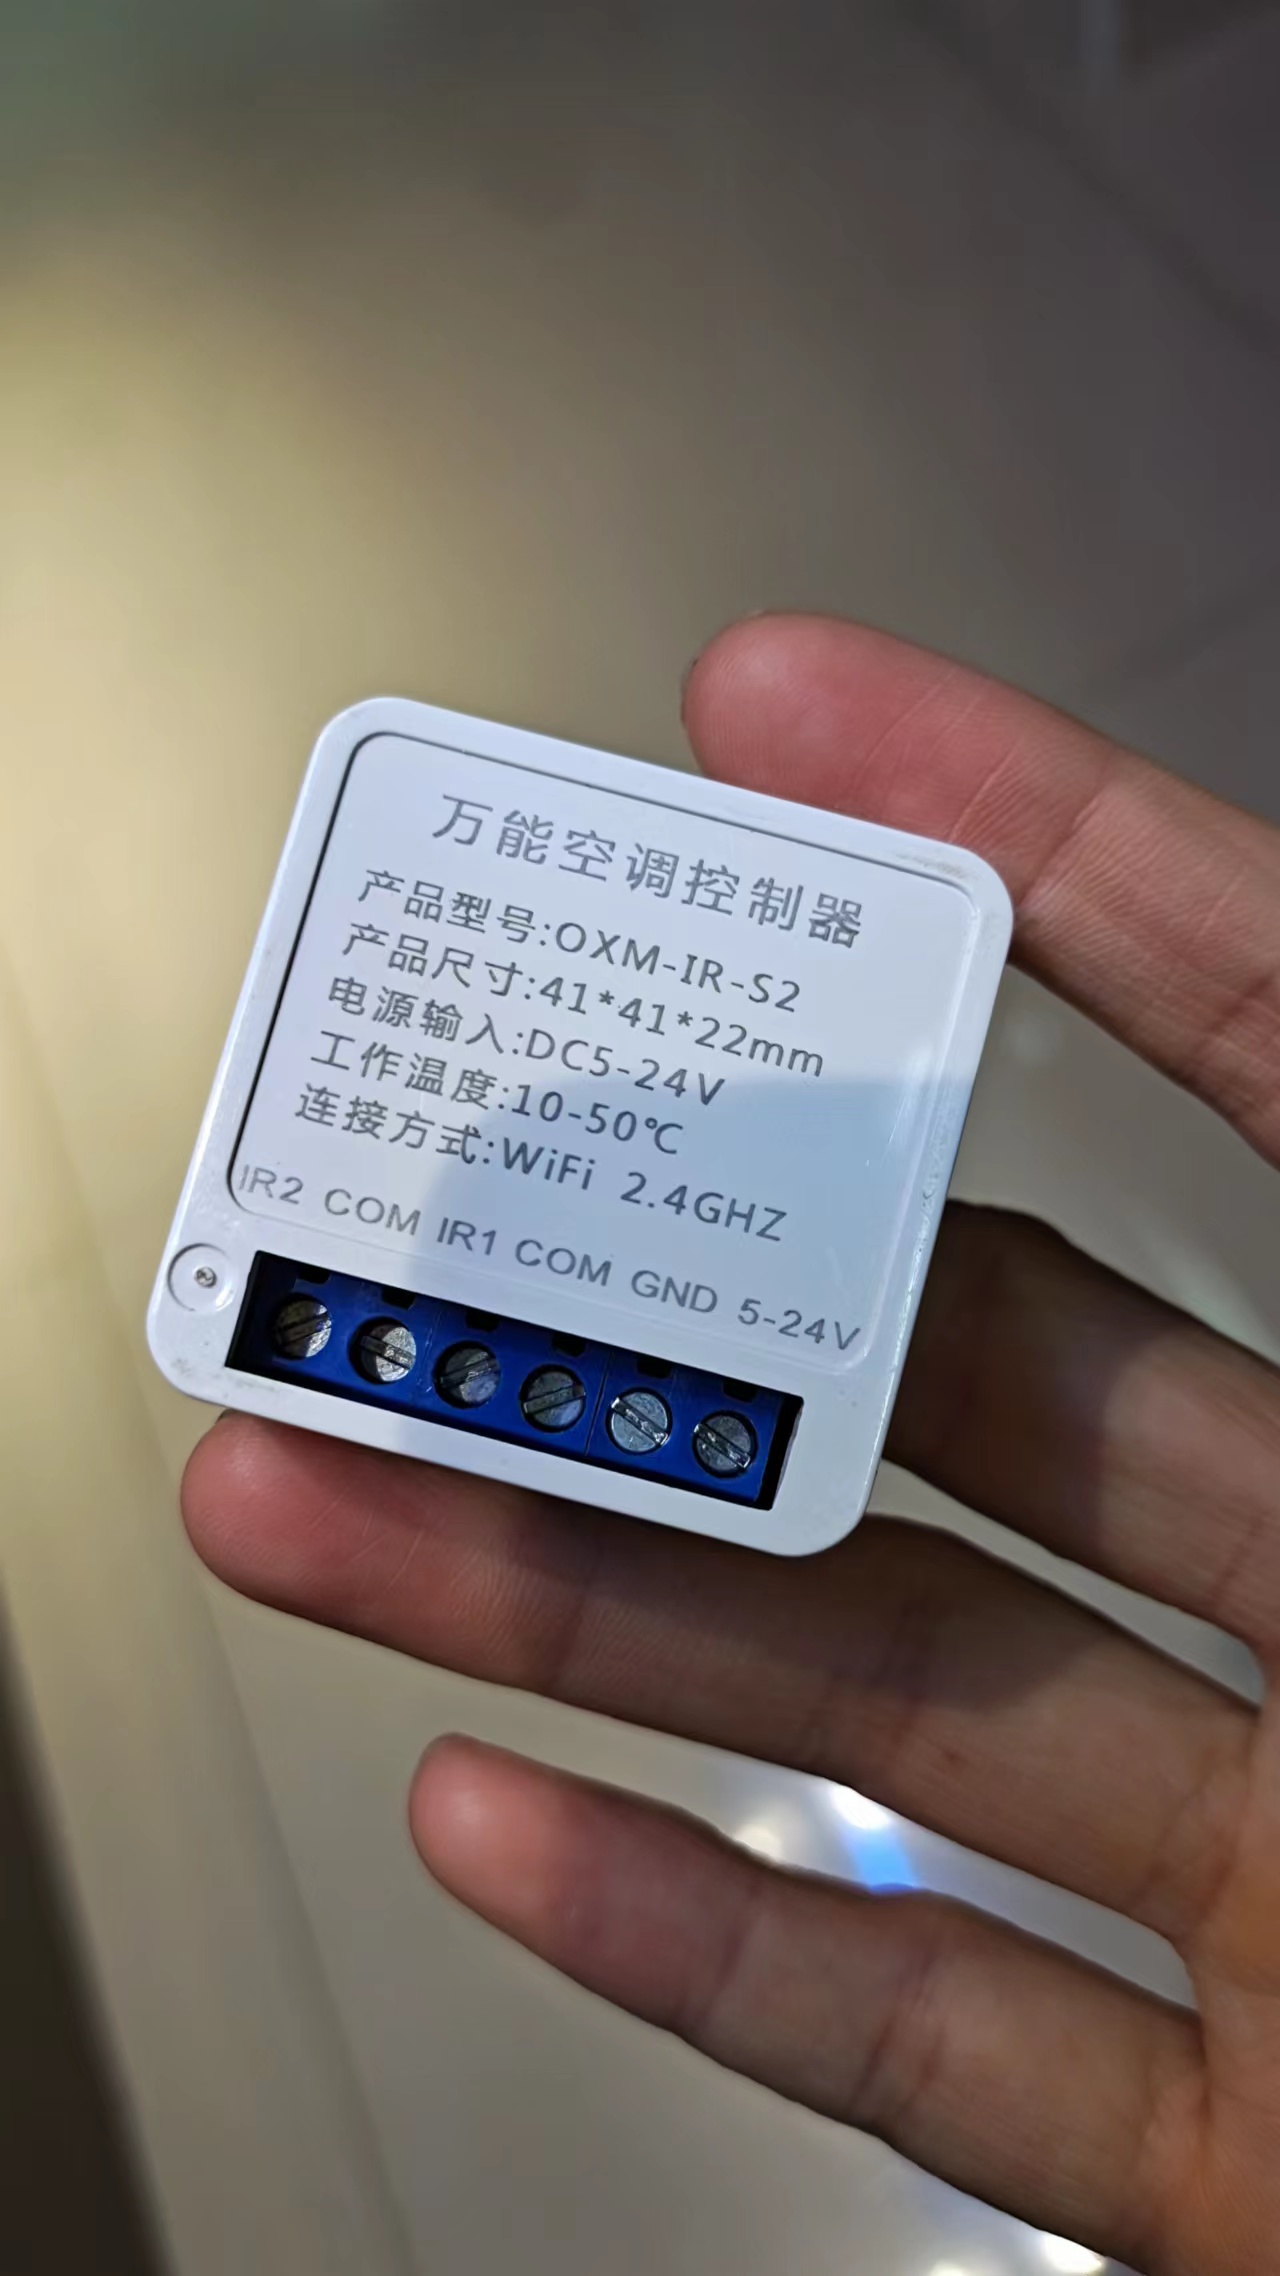 万能空调控制器
产品型号:OXM-IR-S2
产品尺寸:41*41*22mm
电源输入:DC5-24V
工作温度:10-50℃
连接方式:WiFi 2.4GHZ
IR2 COM IR1 COM GND 5-24V